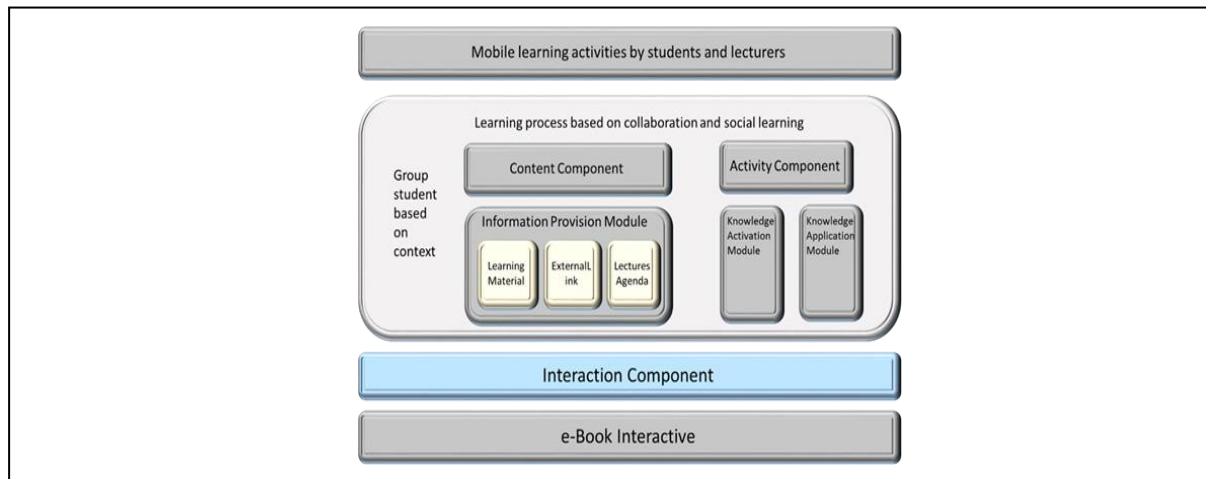 Mobile learning activities by students and lecturers
Learning process based on collaboration and social learning
Group
student
based
on
context
Content Component
Information Provision Module
Learning
Material
ExternalL
ink
Lectures
Agenda
Activity Component
Knowledge
Activation
Module
Knowledge
Application
Module
Interaction Component
e-Book Interactive